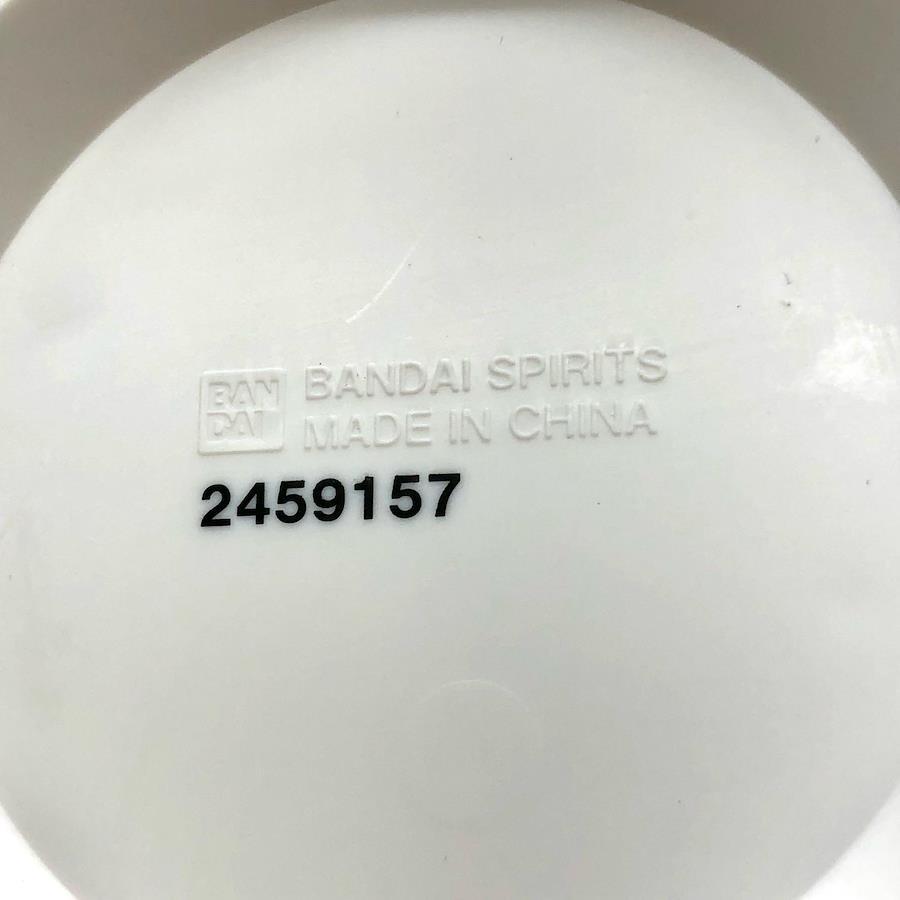 BAN
DAI
BANDAI SPIRITS
MADE IN CHINA
2459157